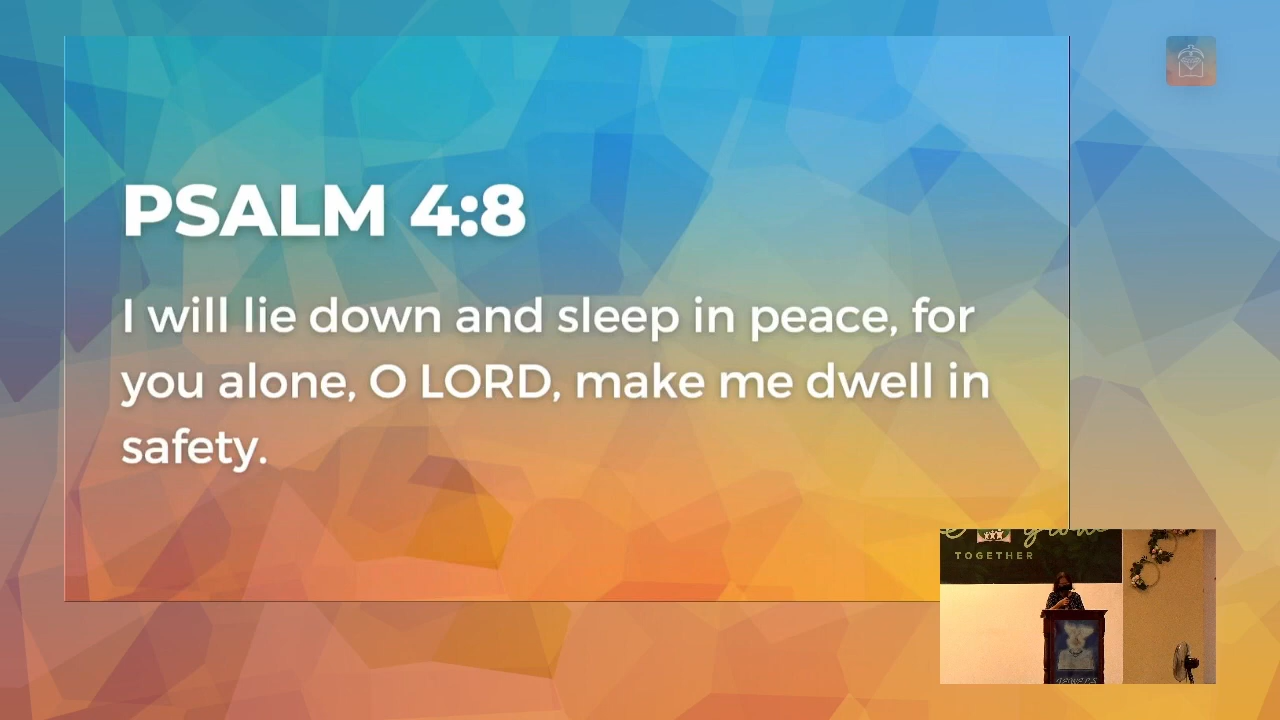 PSALM 4:8
I will lie down and sleep in peace, for
you alone, O LORD, make me dwell in
safety.
TOGETHER